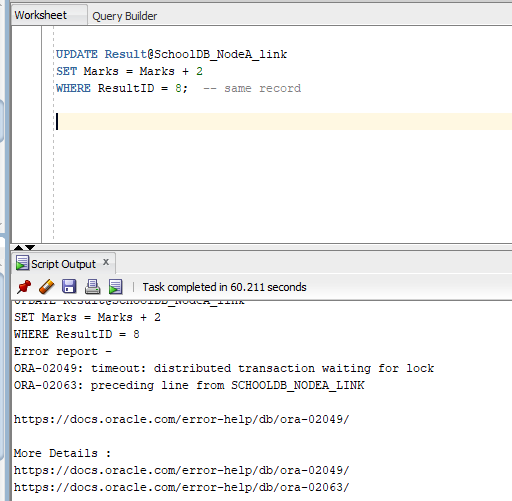 Worksheet Query Builder
UPDATE Result@SchoolDB_NodeA_link
SET Marks = Marks + 2
WHERE ResultID = 8;  -- same record
Script Output x
Task completed in 60.211 seconds
UPDATE Result@SchoolDB_NodeA_link
SET Marks = Marks + 2
WHERE ResultID = 8
Error report -
ORA-02049: timeout: distributed transaction waiting for lock
ORA-02063: preceding line from SCHOOLDB_NODEA_LINK
https://docs.oracle.com/error-help/db/ora-02049/
More Details :
https://docs.oracle.com/error-help/db/ora-02049/
https://docs.oracle.com/error-help/db/ora-02063/